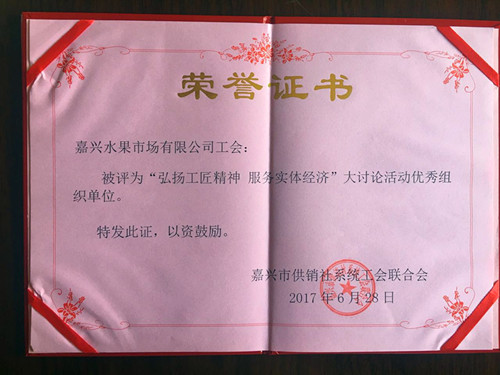 荣誉证书
嘉兴水果市场有限公司工会：
被评为“弘扬工匠精神 服务实体经济”大讨论活动优秀组
织单位。
特发此证，以资鼓励。
嘉兴市供销社系统工会联合会
2017年6月28日